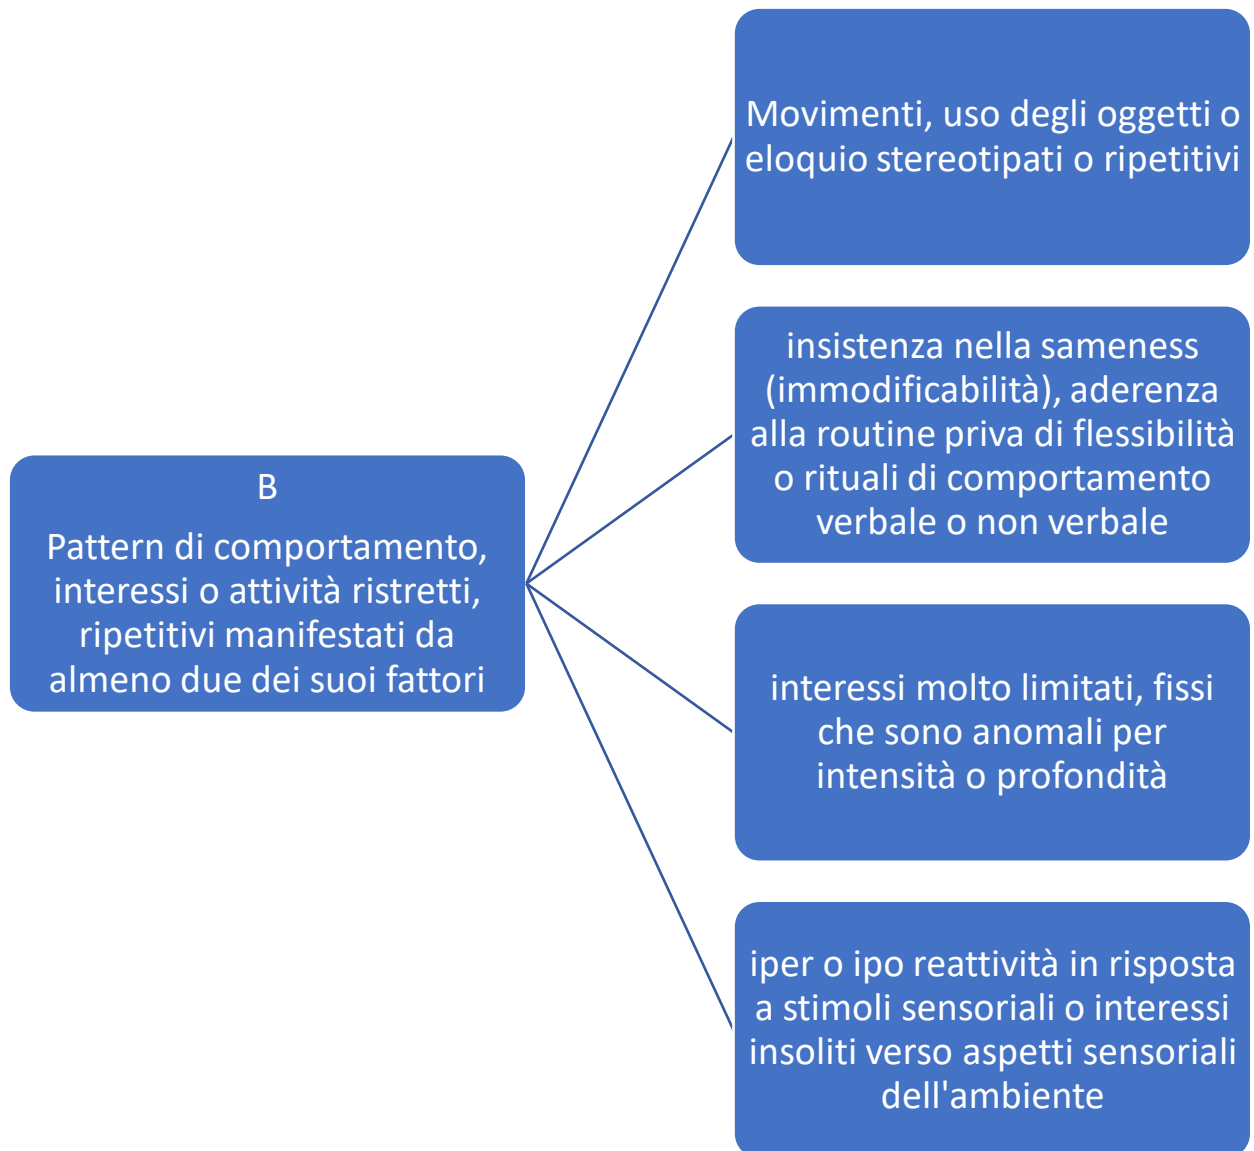 Movimenti, uso degli oggetti o
eloquio stereotipati o ripetitivi
insistenza nella sameness
(immodificabilità), aderenza
alla routine priva di flessibilità
o rituali di comportamento
verbale o non verbale
B
Pattern di comportamento,
interessi o attività ristretti,
ripetitivi manifestati da
almeno due dei suoi fattori
interessi molto limitati, fissi
che sono anomali per
intensità o profondità
iper o ipo reattività in risposta
a stimoli sensoriali o interessi
insoliti verso aspetti sensoriali
dell'ambiente